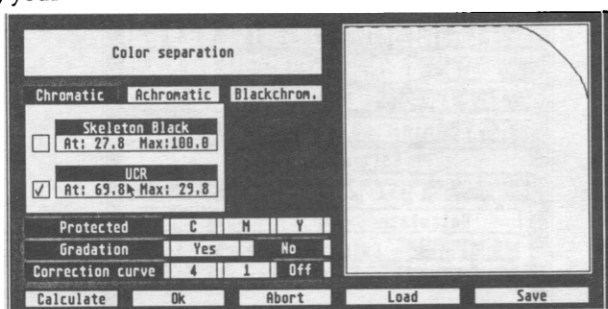 your
Color separation
Chromatic Achromatic Blackchrom.
Skeleton Black
At: 27.8 Max:100.0
UCR
At: 69.8 Max: 29.8
Protected C M Y
Gradation Yes No
Correction curve 4 1 Off
Calculate Ok Abort Load Save